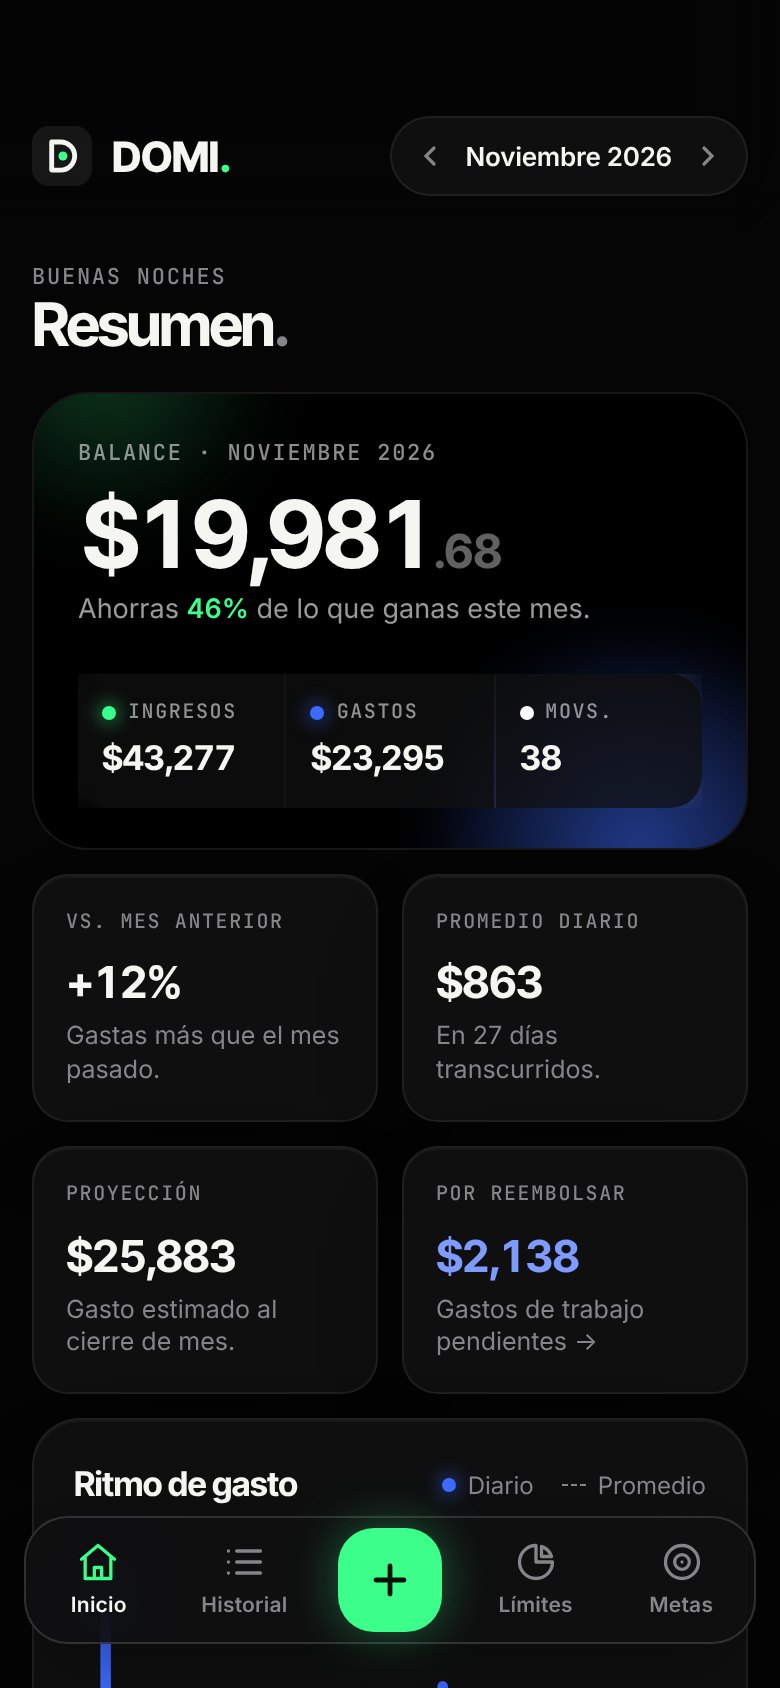 DOMI.
Noviembre 2026
BUENAS NOCHES
Resumen.
BALANCE · NOVIEMBRE 2026
$19,981.68
Ahorras 46% de lo que ganas este mes.
INGRESOS
$43,277
GASTOS
$23,295
MOVS.
38
VS. MES ANTERIOR
+12%
Gastas más que el mes
pasado.
PROMEDIO DIARIO
$863
En 27 días
transcurridos.
PROYECCIÓN
$25,883
Gasto estimado al
cierre de mes.
POR REEMBOLSAR
$2,138
Gastos de trabajo
pendientes →
Ritmo de gasto
Diario
--- Promedio
Inicio
Historial
+
Límites
Metas